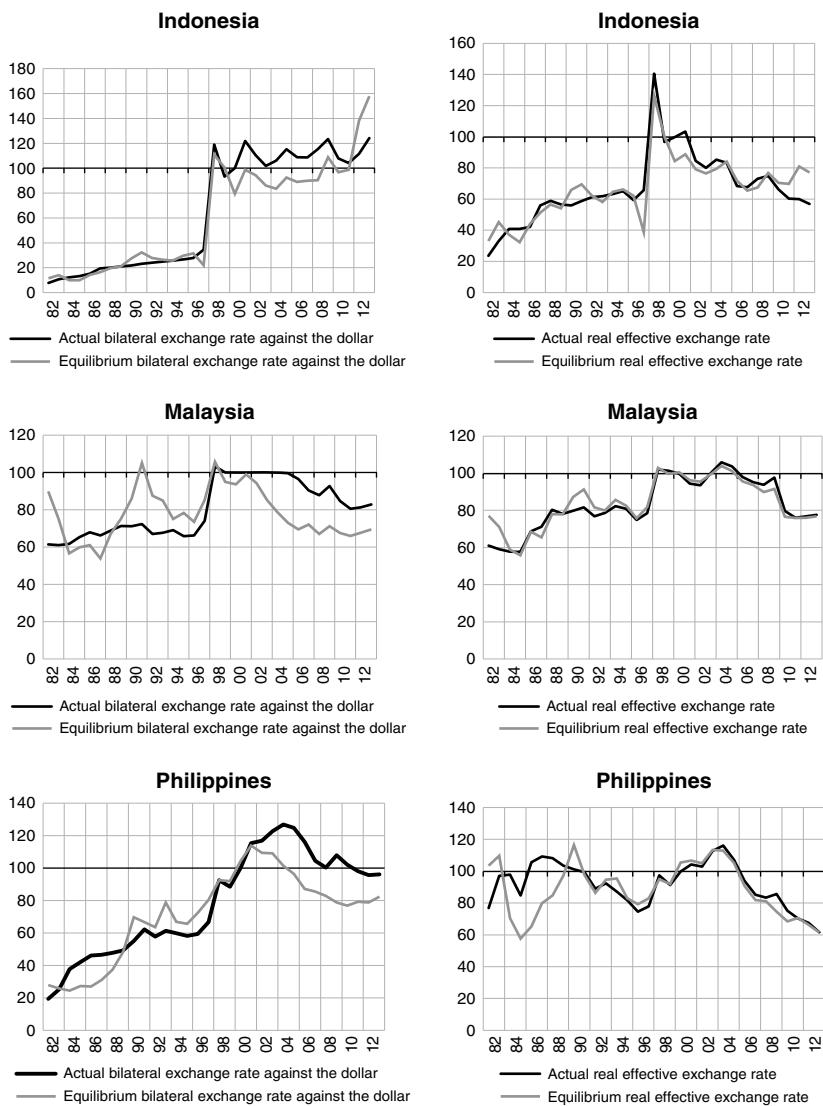 Indonesia
180
160
140
120
100
80
60
40
20
0
82 84 86 88 90 92 94 96 98 00 02 04 06 08 10 12
Actual bilateral exchange rate against the dollar
Equilibrium bilateral exchange rate against the dollar
Indonesia
160
140
120
100
80
60
40
20
0
82 84 86 88 90 92 94 96 98 00 02 04 06 08 10 12
Actual real effective exchange rate
Equilibrium real effective exchange rate
Malaysia
120
100
80
60
40
20
0
82 84 86 88 90 92 94 96 98 00 02 04 06 08 10 12
Actual bilateral exchange rate against the dollar
Equilibrium bilateral exchange rate against the dollar
Malaysia
120
100
80
60
40
20
0
82 84 86 88 90 92 94 96 98 00 02 04 06 08 10 12
Actual real effective exchange rate
Equilibrium real effective exchange rate
Philippines
140
120
100
80
60
40
20
0
82 84 86 88 90 92 94 96 98 00 02 04 06 08 10 12
Actual bilateral exchange rate against the dollar
Equilibrium bilateral exchange rate against the dollar
Philippines
140
120
100
80
60
40
20
0
82 84 86 88 90 92 94 96 98 00 02 04 06 08 10 12
Actual real effective exchange rate
Equilibrium real effective exchange rate